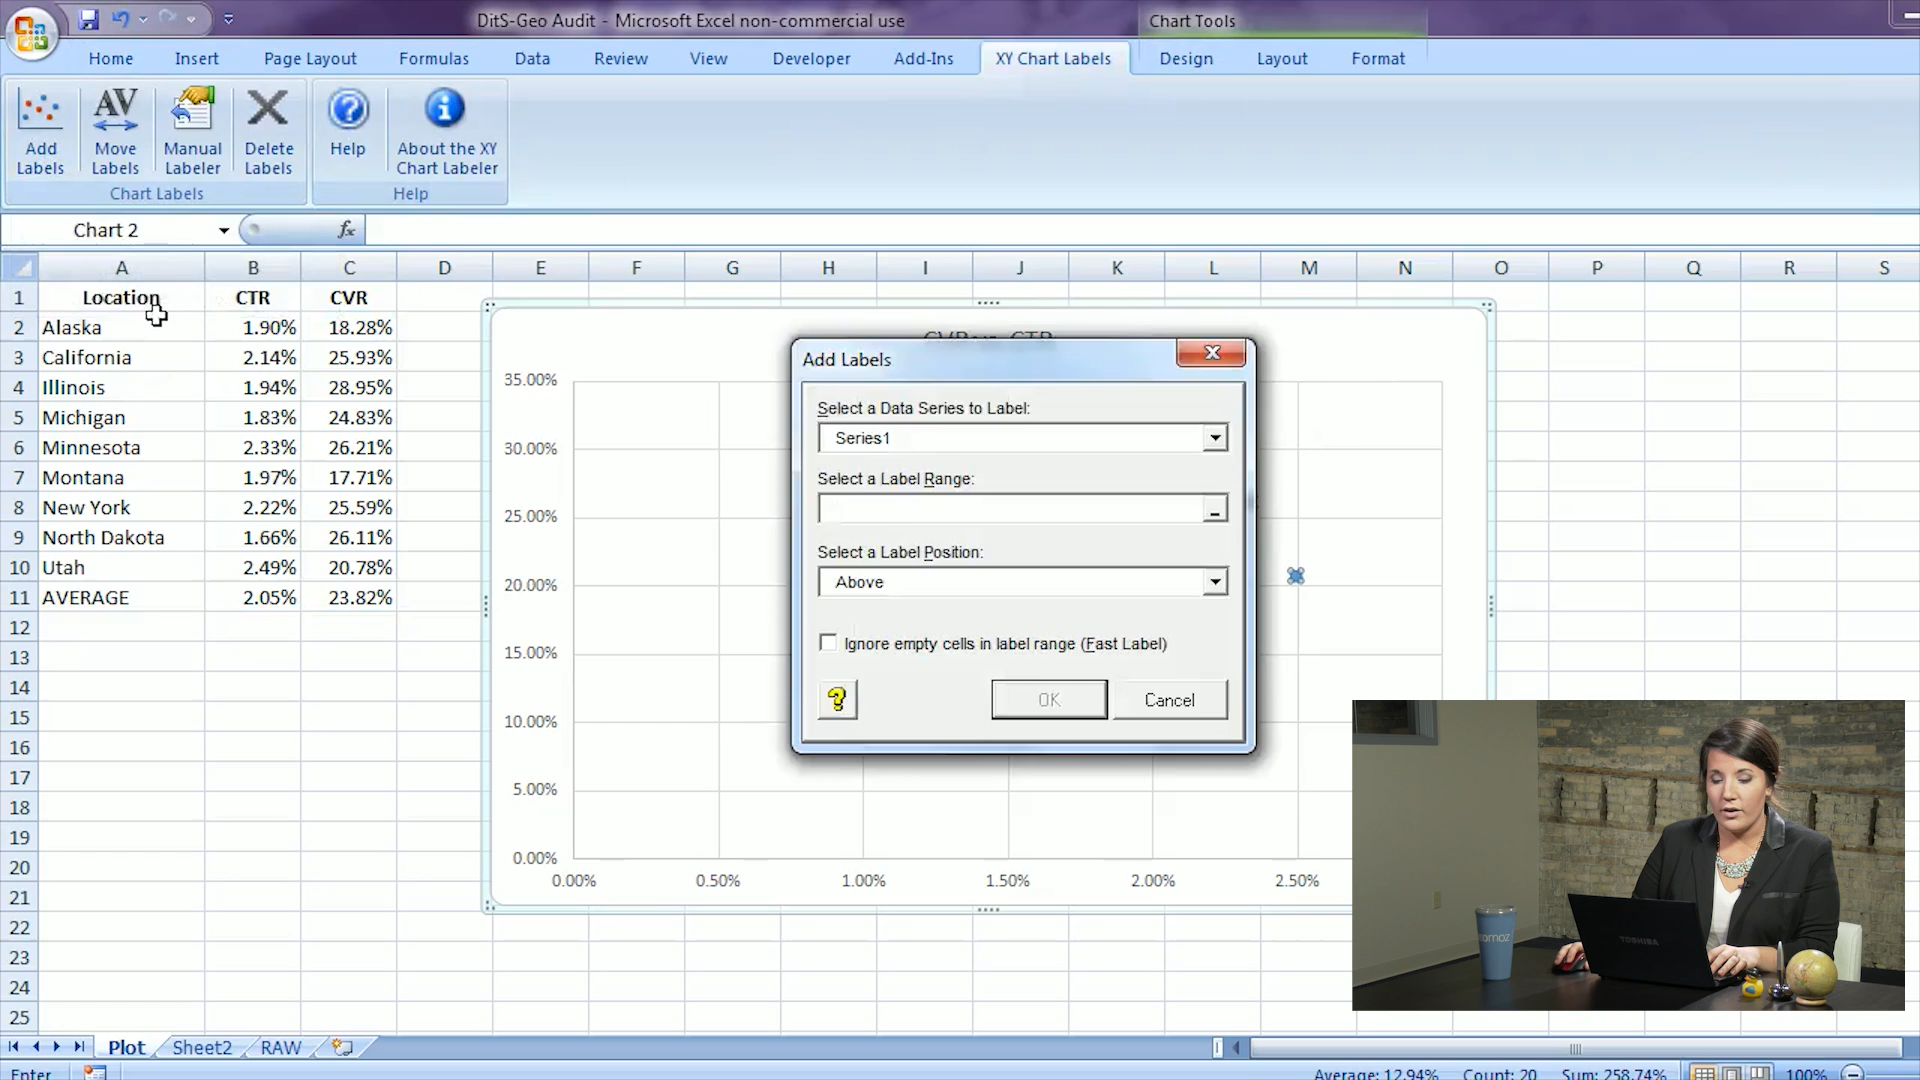 DitS-Geo Audit - Microsoft Excel non-commercial use
Chart Tools
Home Insert Page Layout Formulas Data Review View Developer Add-Ins XY Chart Labels Design Layout Format
Add Labels
Move Labels
Manual Labeler
Delete Labels
Help
About the XY Chart Labeler
Chart Labels
Help
Chart 2
fx
A B C D E F G H I J K L M N O P Q R S
1 Location CTR CVR
2 Alaska 1.90% 18.28%
3 California 2.14% 25.93%
4 Illinois 1.94% 28.95%
5 Michigan 1.83% 24.83%
6 Minnesota 2.33% 26.21%
7 Montana 1.97% 17.71%
8 New York 2.22% 25.59%
9 North Dakota 1.66% 26.11%
10 Utah 2.49% 20.78%
11 AVERAGE 2.05% 23.82%
12
13
14
15
16
17
18
19
20
21
22
23
24
25
35.00%
30.00%
25.00%
20.00%
15.00%
10.00%
5.00%
0.00%
0.00% 0.50% 1.00% 1.50% 2.00% 2.50%
Add Labels
Select a Data Series to Label:
Series1
Select a Label Range:
Select a Label Position:
Above
Ignore empty cells in label range (Fast Label)
?
OK Cancel
TOSHIBA
Plot Sheet2 RAW
Enter
Average: 12.94% Count: 20 Sum: 258.74% 100%